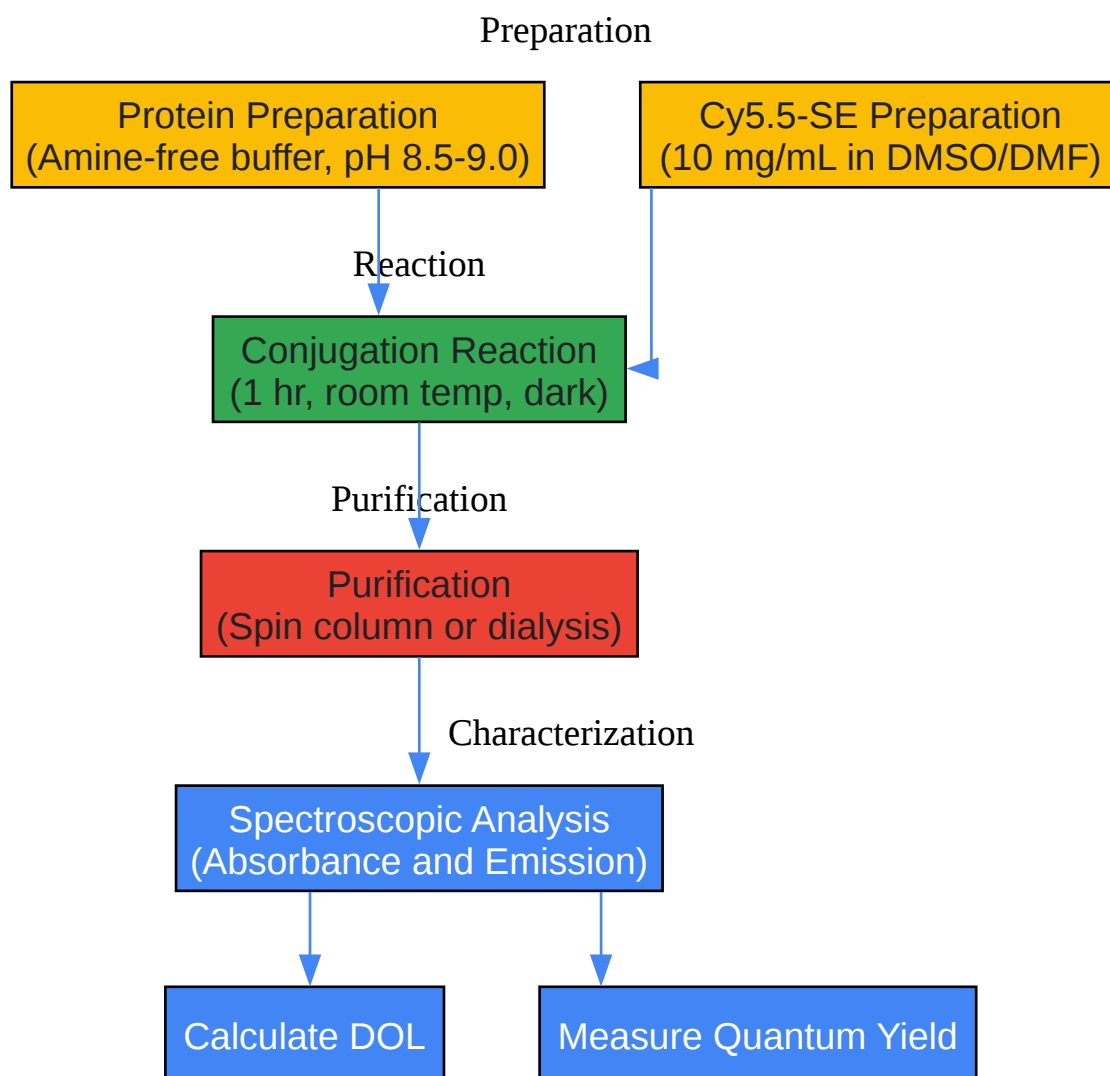 Preparation
Protein Preparation
(Amine-free buffer, pH 8.5-9.0)
Cy5.5-SE Preparation
(10 mg/mL in DMSO/DMF)
Reaction
Conjugation Reaction
(1 hr, room temp, dark)
Purification
Purification
(Spin column or dialysis)
Characterization
Spectroscopic Analysis
(Absorbance and Emission)
Calculate DOL
Measure Quantum Yield